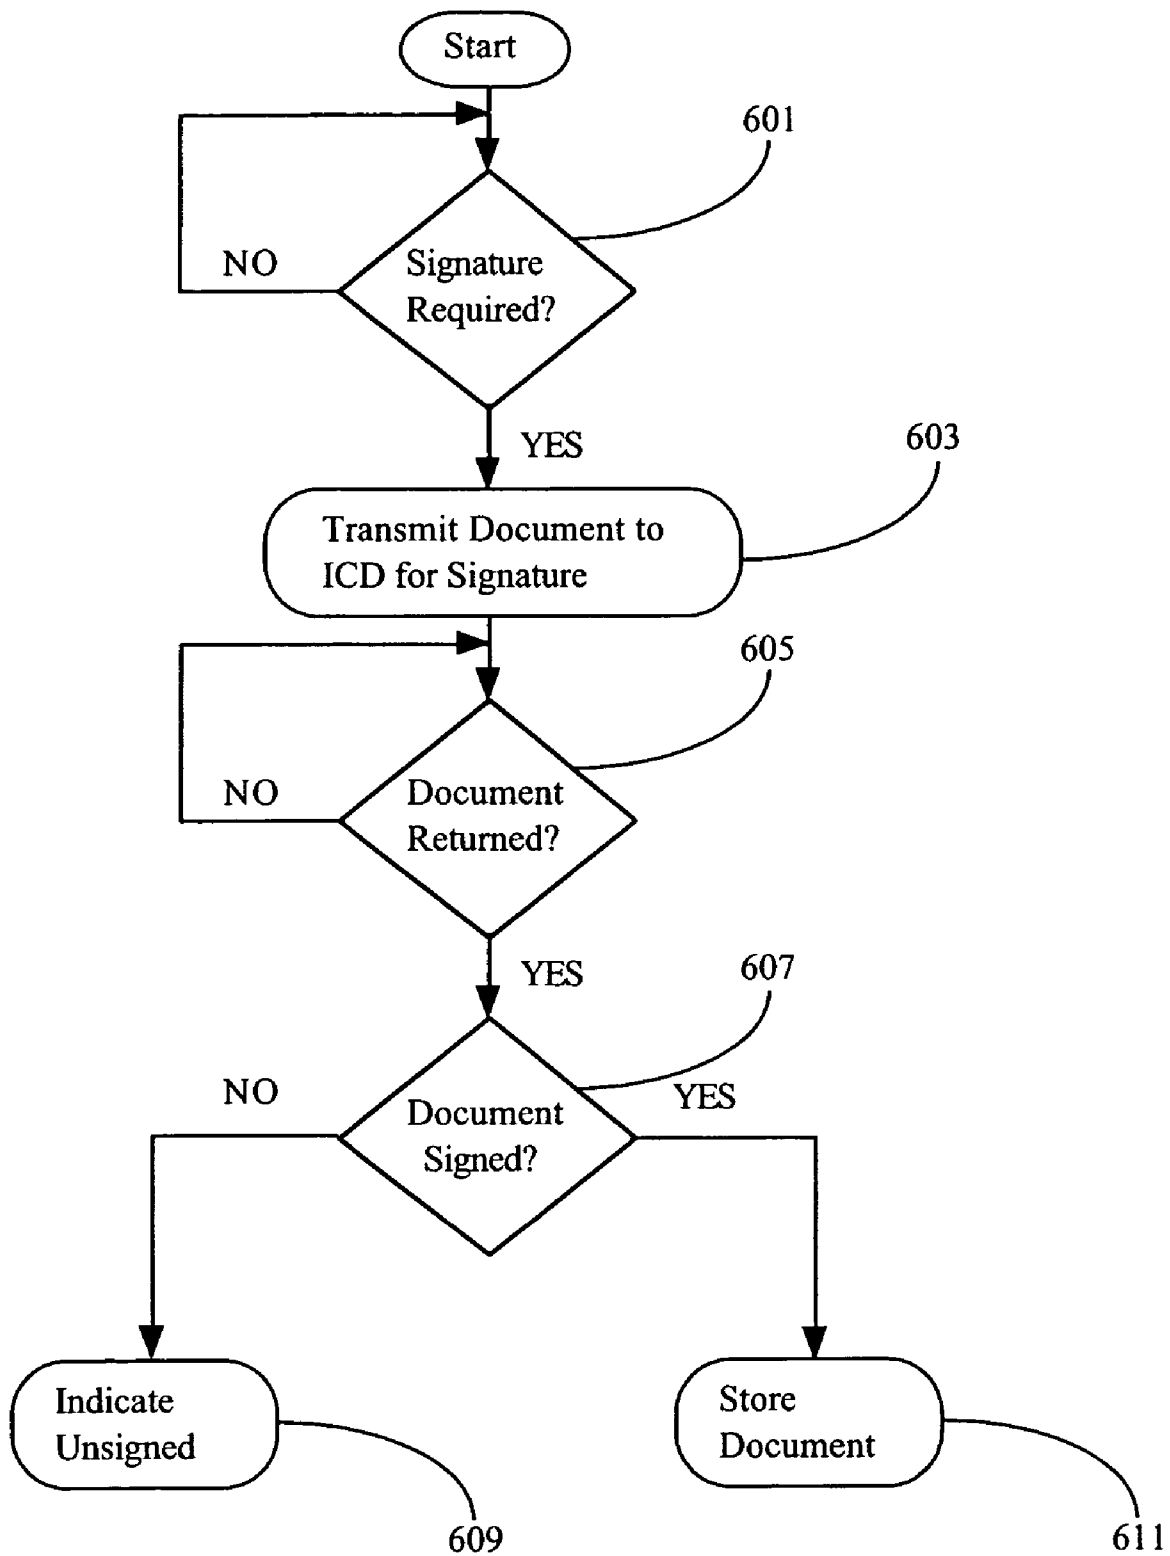 Start
601
NO
Signature
Required?
YES
603
Transmit Document to
ICD for Signature
605
NO
Document
Returned?
YES
607
NO
YES
Document
Signed?
Indicate
Unsigned
Store
Document
609
611